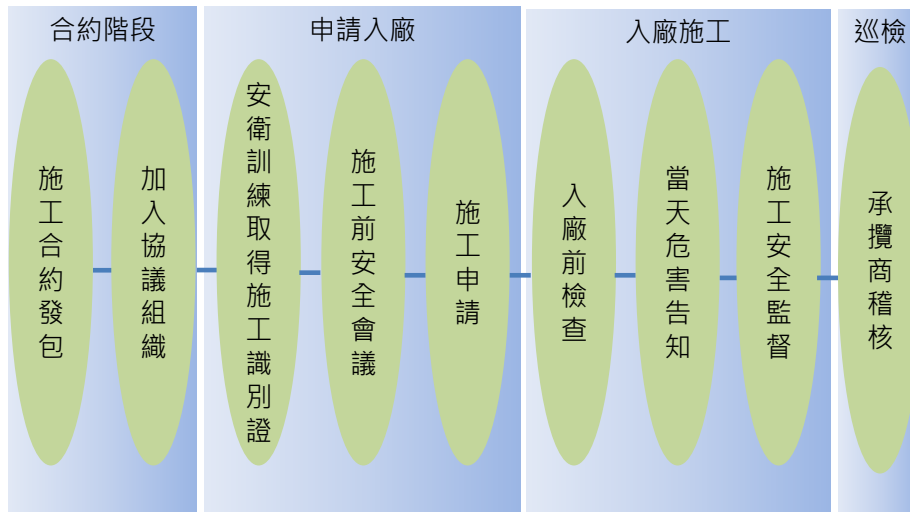 合約階段
施工合約發包
加入協議組織
申請入廠
安衛訓練取得施工識別證
施工前安全會議
施工申請
入廠施工
入廠前檢查
當天危害告知
施工安全監督
巡檢
承攬商稽核